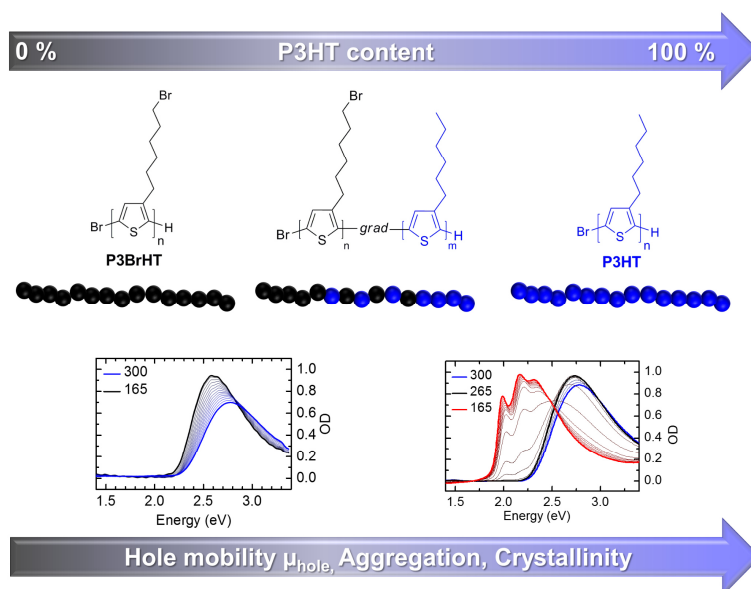 0 % P3HT content 100 %
Br Br
Br S n H Br S n grad S m H Br S n H
P3BrHT P3HT
300
165
1.0
0.8
0.6
0.4
0.2
0.0
OD
1.5 2.0 2.5 3.0
Energy (eV)
300
265
165
1.0
0.8
0.6
0.4
0.2
0.0
OD
1.5 2.0 2.5 3.0
Energy (eV)
Hole mobility μhole, Aggregation, Crystallinity